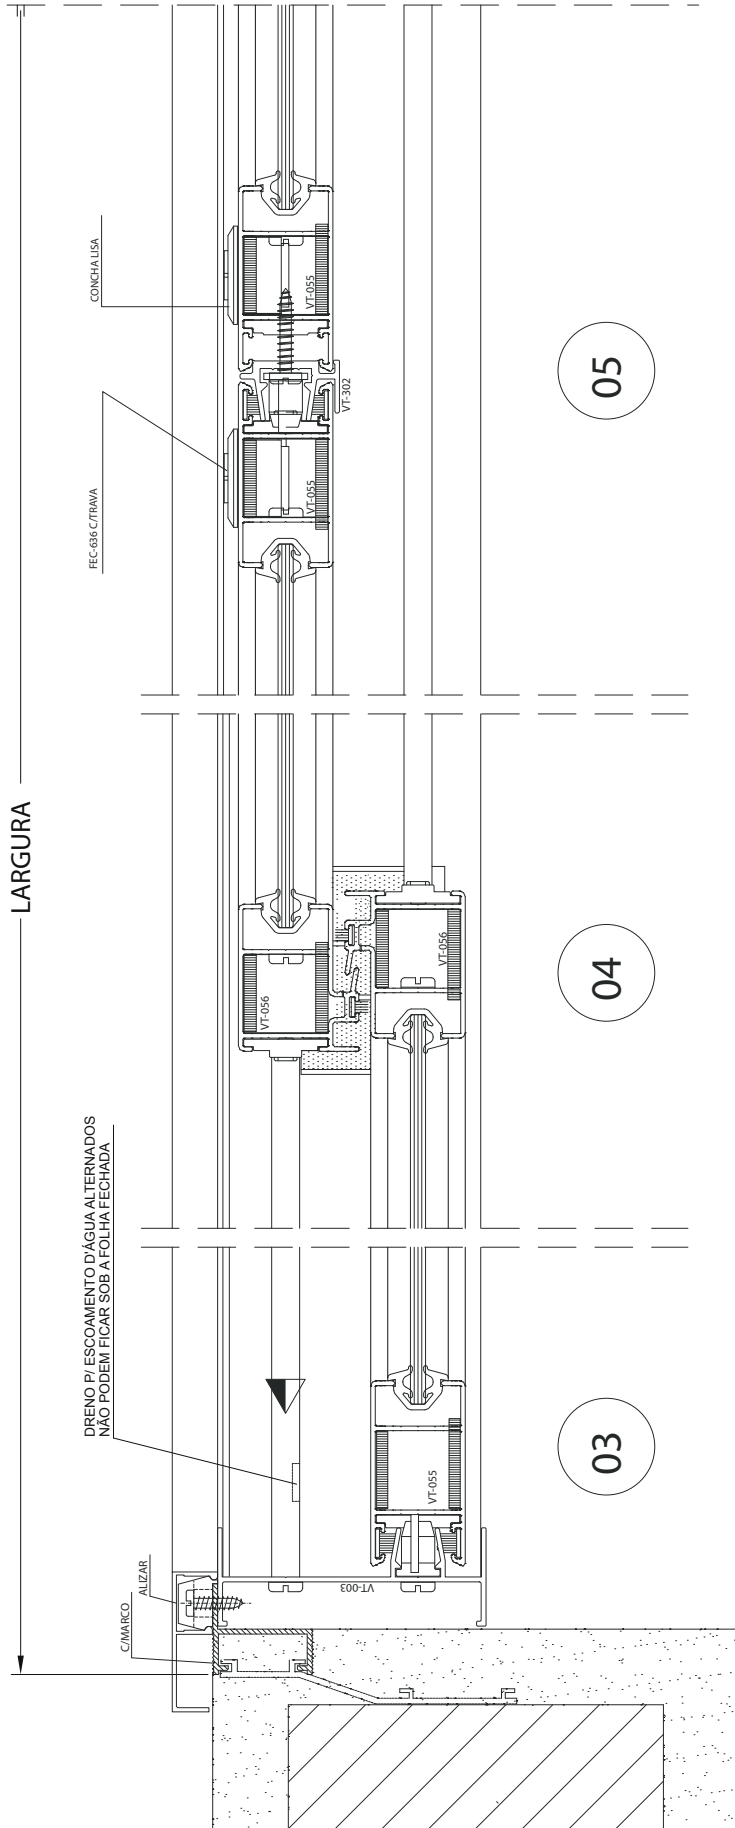 LARGURA
DRENO P/ ESCOAMENTO D'ÁGUA ALTERNADOS
NÃO PODEM FICAR SOB A FOLHA FECHADA
C/MARCO
ALIZAR
FEC-636 C/TRAVA
CONCHA LISA
VT-003
VT-055
VT-056
VT-056
VT-055
VT-302
VT-055
03
04
05